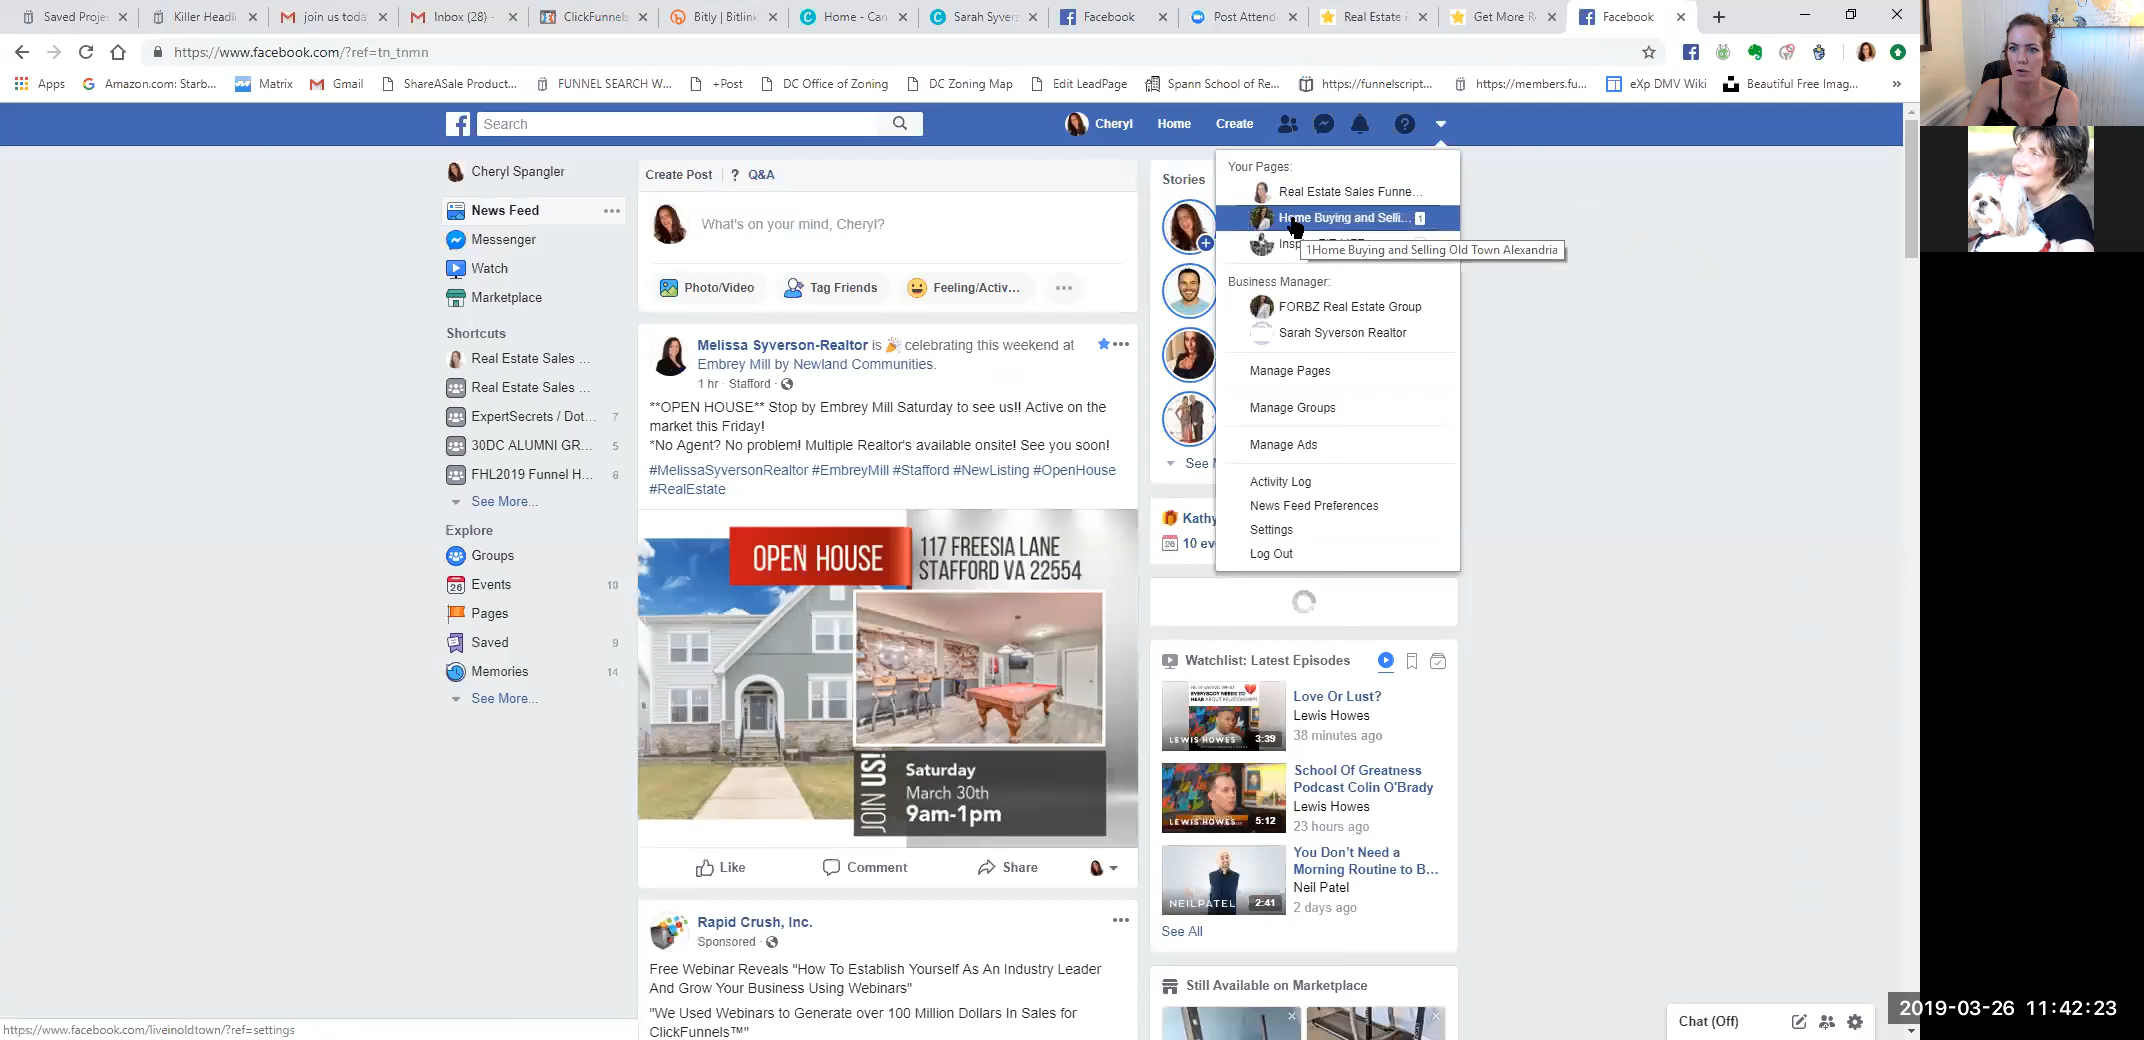 Saved Proje
Killer Headli
join us toda
Inbox (28) -
ClickFunnels
Bitly | Bitlink
Home - Can
Sarah Syver
Facebook
Post Attend
Real Estate
Get More R
Facebook
https://www.facebook.com/?ref=tn_tnmn
Apps
Amazon.com: Starb...
Matrix
Gmail
ShareASale Product...
FUNNEL SEARCH W...
+Post
DC Office of Zoning
DC Zoning Map
Edit LeadPage
Spann School of Re...
https://funnelscript...
https://members.fu...
eXp DMV Wiki
Beautiful Free Imag...
Search
Cheryl
Home
Create
Cheryl Spangler
News Feed
Messenger
Watch
Marketplace
Shortcuts
Real Estate Sales ...
Real Estate Sales ...
ExpertSecrets / Dot... 7
30DC ALUMNI GR... 5
FHL2019 Funnel H... 6
See More...
Explore
Groups
Events 10
Pages
Saved 9
Memories 14
See More...
Create Post
? Q&A
What's on your mind, Cheryl?
Photo/Video
Tag Friends
Feeling/Activ...
Melissa Syverson-Realtor is celebrating this weekend at
Embrey Mill by Newland Communities.
1 hr · Stafford ·
**OPEN HOUSE** Stop by Embrey Mill Saturday to see us!! Active on the
market this Friday!
*No Agent? No problem! Multiple Realtor's available onsite! See you soon!
#MelissaSyversonRealtor #EmbreyMill #Stafford #NewListing #OpenHouse
#RealEstate
OPEN HOUSE
117 FREESIA LANE
STAFFORD VA 22554
JOIN US!
Saturday
March 30th
9am-1pm
Like
Comment
Share
Rapid Crush, Inc.
Sponsored ·
Free Webinar Reveals "How To Establish Yourself As An Industry Leader
And Grow Your Business Using Webinars"
"We Used Webinars to Generate over 100 Million Dollars In Sales for
ClickFunnels™"
Stories
See M
Kathy
10 ev
Your Pages:
Real Estate Sales Funne...
Home Buying and Selli... 1
Insp
1Home Buying and Selling Old Town Alexandria
Business Manager:
FORBZ Real Estate Group
Sarah Syverson Realtor
Manage Pages
Manage Groups
Manage Ads
Activity Log
News Feed Preferences
Settings
Log Out
Watchlist: Latest Episodes
EVERYBODY NEEDS TO
LEWIS HOWES 3:39
Love Or Lust?
Lewis Howes
38 minutes ago
LEWIS HOWES 5:12
School Of Greatness
Podcast Colin O'Brady
Lewis Howes
23 hours ago
NEILPATEL 2:41
You Don't Need a
Morning Routine to B...
Neil Patel
2 days ago
See All
Still Available on Marketplace
Chat (Off)
https://www.facebook.com/liveinoldtown/?ref=settings
2019-03-26 11:42:23